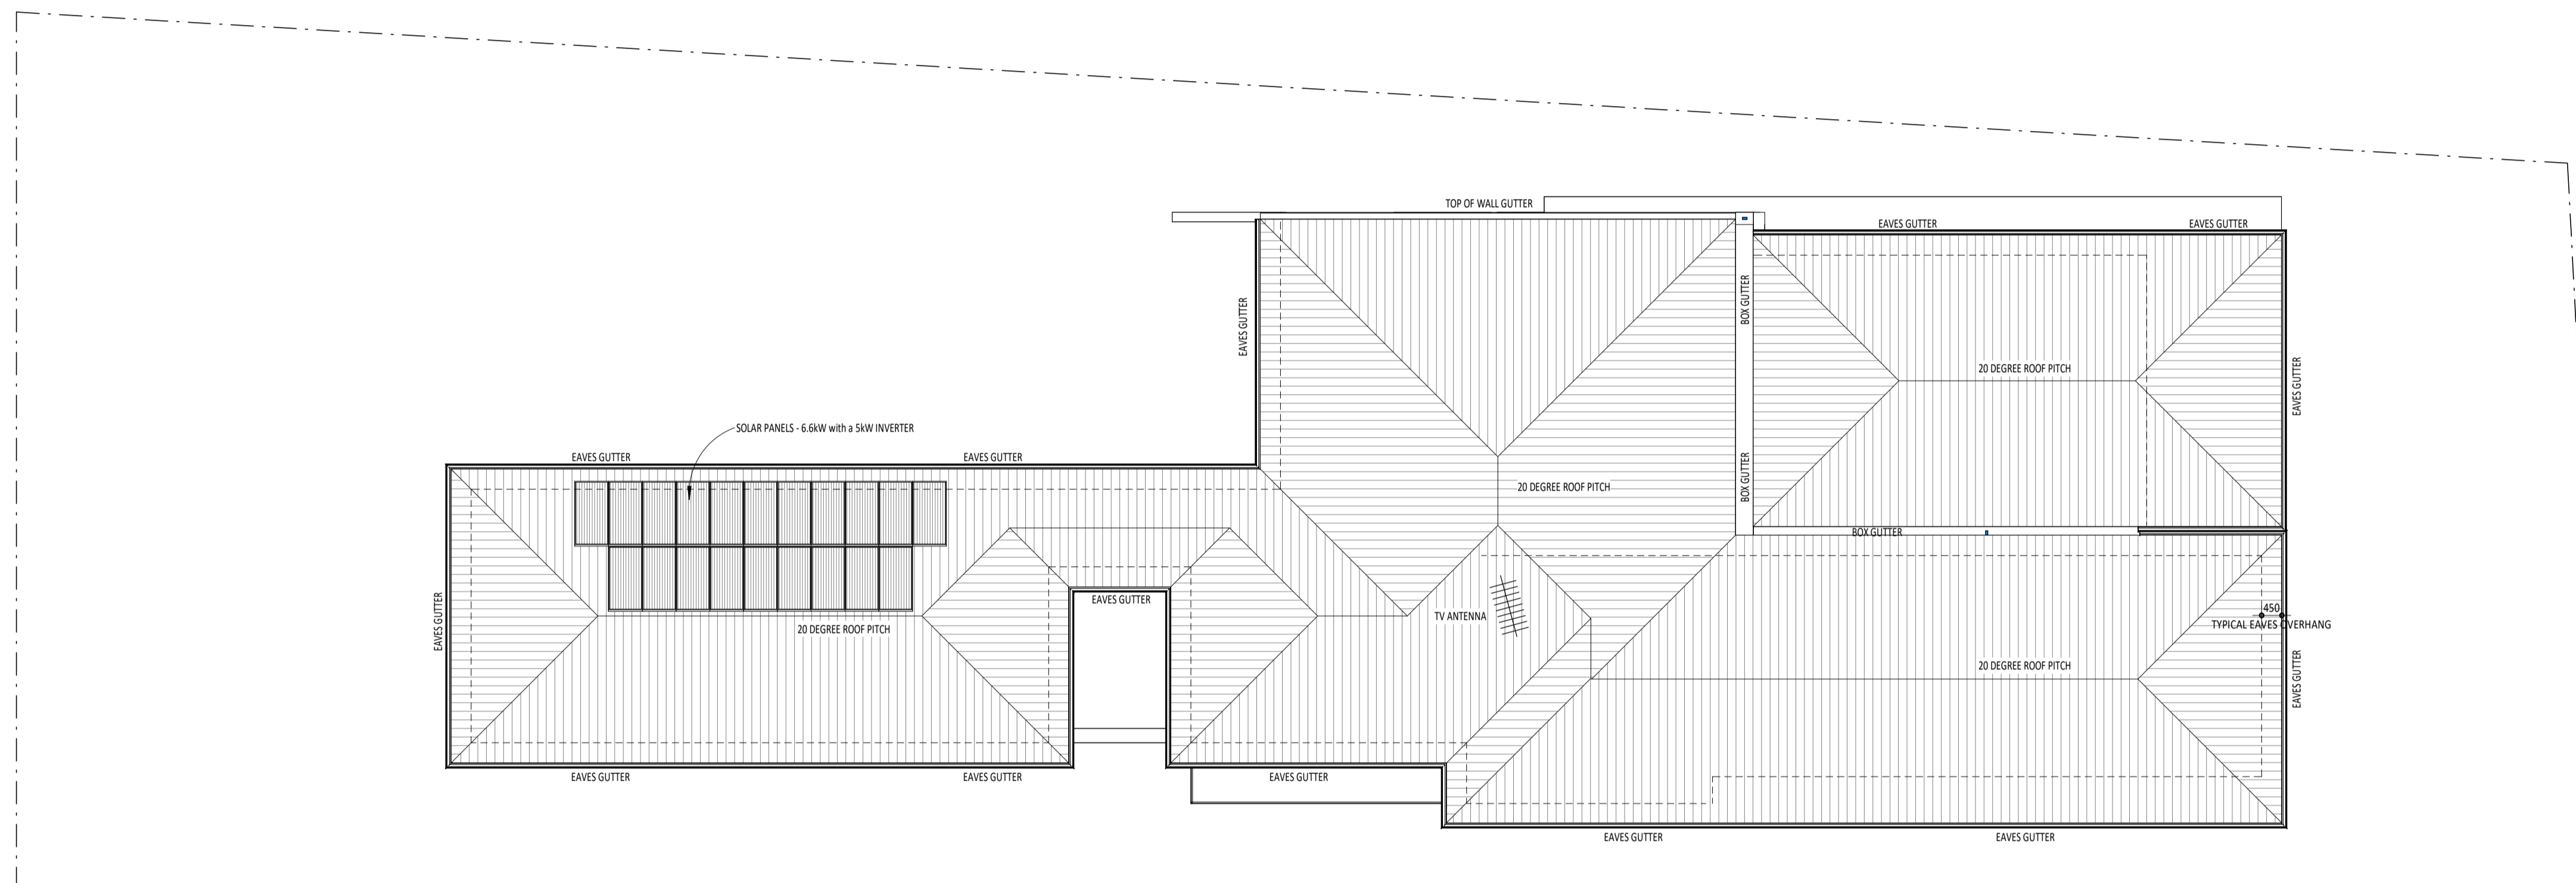 TOP OF WALL GUTTER
EAVES GUTTER
EAVES GUTTER
BOX GUTTER
EAVES GUTTER
20 DEGREE ROOF PITCH
EAVES GUTTER
SOLAR PANELS - 6.6kW with a 5kW INVERTER
EAVES GUTTER
EAVES GUTTER
BOX GUTTER
20 DEGREE ROOF PITCH
BOX GUTTER
EAVES GUTTER
EAVES GUTTER
450
TV ANTENNA
TYPICAL EAVES OVERHANG
20 DEGREE ROOF PITCH
20 DEGREE ROOF PITCH
EAVES GUTTER
EAVES GUTTER
EAVES GUTTER
EAVES GUTTER
EAVES GUTTER
EAVES GUTTER